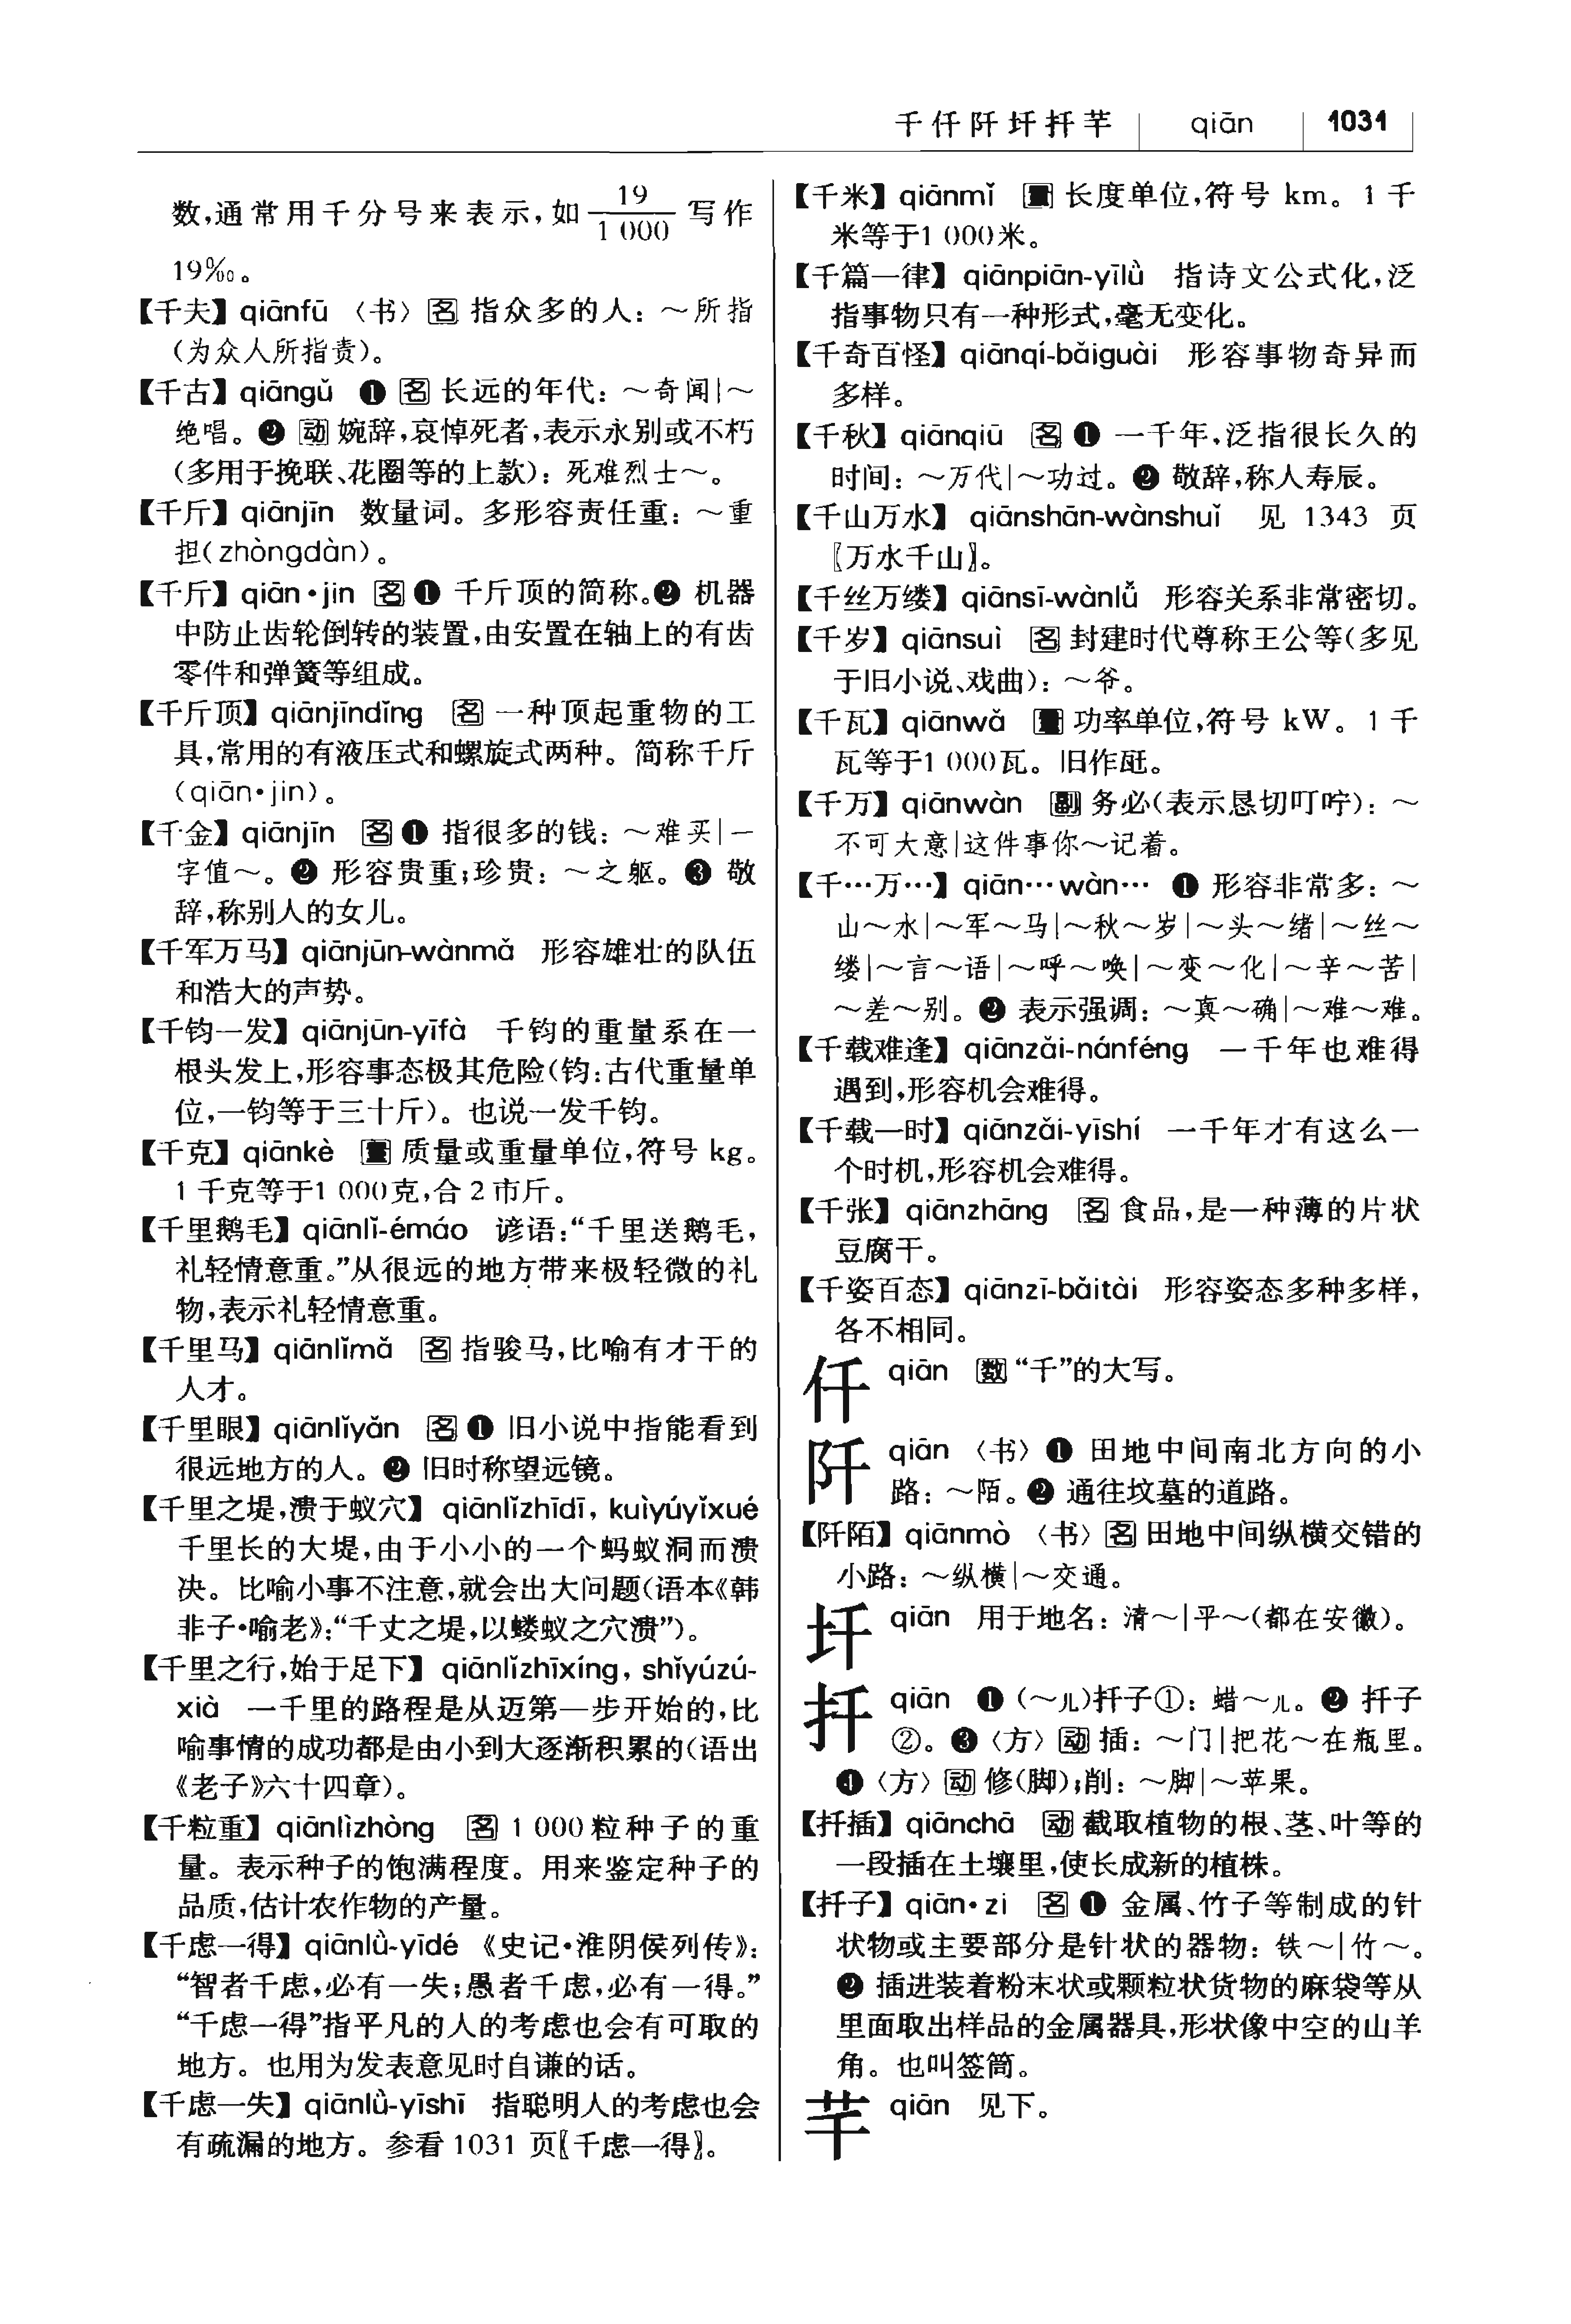 千仟阡圲扦芊 qiān 1031
数,通常用千分号来表示,如 19/1 000 写作
19‰。
【千夫】qiānfū 〈书〉名 指众多的人：～所指
（为众人所指责）。
【千古】qiāngǔ ❶ 名 长远的年代：～奇闻|～
绝唱。❷ 动 婉辞,哀悼死者,表示永别或不朽
（多用于挽联、花圈等的上款）：死难烈士～。
【千斤】qiānjīn 数量词。多形容责任重：～重
担(zhòngdàn)。
【千斤】qiān·jin 名 ❶ 千斤顶的简称。❷ 机器
中防止齿轮倒转的装置,由安置在轴上的有齿
零件和弹簧等组成。
【千斤顶】qiānjīndǐng 名 一种顶起重物的工
具,常用的有液压式和螺旋式两种。简称千斤
(qiān·jin)。
【千金】qiānjīn 名 ❶ 指很多的钱：～难买|一
字值～。❷ 形容贵重;珍贵：～之躯。❸ 敬
辞,称别人的女儿。
【千军万马】qiānjūn-wànmǎ 形容雄壮的队伍
和浩大的声势。
【千钧一发】qiānjūn-yīfà 千钧的重量系在一
根头发上,形容事态极其危险(钧:古代重量单
位,一钧等于三十斤)。也说一发千钧。
【千克】qiānkè 量 质量或重量单位,符号 kg。
1 千克等于1 000克,合 2 市斤。
【千里鹅毛】qiānlǐ-émáo 谚语:“千里送鹅毛,
礼轻情意重。”从很远的地方带来极轻微的礼
物,表示礼轻情意重。
【千里马】qiānlǐmǎ 名 指骏马,比喻有才干的
人才。
【千里眼】qiānlǐyǎn 名 ❶ 旧小说中指能看到
很远地方的人。❷ 旧时称望远镜。
【千里之堤,溃于蚁穴】 qiānlǐzhīdī, kuìyúyǐxué
千里长的大堤,由于小小的一个蚂蚁洞而溃
决。比喻小事不注意,就会出大问题(语本《韩
非子·喻老》:“千丈之堤,以蝼蚁之穴溃”)。
【千里之行,始于足下】 qiānlǐzhīxíng, shǐyúzú-
xià 一千里的路程是从迈第一步开始的,比
喻事情的成功都是由小到大逐渐积累的(语出
《老子》六十四章)。
【千粒重】qiānlìzhòng 名 1 000粒种子的重
量。表示种子的饱满程度。用来鉴定种子的
品质,估计农作物的产量。
【千虑一得】qiānlǜ-yīdé 《史记·淮阴侯列传》：
“智者千虑,必有一失;愚者千虑,必有一得。”
“千虑一得”指平凡的人的考虑也会有可取的
地方。也用为发表意见时自谦的话。
【千虑一失】qiānlǜ-yīshī 指聪明人的考虑也会
有疏漏的地方。参看 1031 页〖千虑一得〗。
【千米】qiānmǐ 量 长度单位,符号 km。1 千
米等于1 000米。
【千篇一律】qiānpiān-yīlǜ 指诗文公式化,泛
指事物只有一种形式,毫无变化。
【千奇百怪】qiānqí-bǎiguài 形容事物奇异而
多样。
【千秋】qiānqiū 名 ❶ 一千年,泛指很长久的
时间：～万代|～功过。❷ 敬辞,称人寿辰。
【千山万水】 qiānshān-wànshuǐ 见 1343 页
〖万水千山〗。
【千丝万缕】qiānsī-wànlǚ 形容关系非常密切。
【千岁】qiānsuì 名 封建时代尊称王公等(多见
于旧小说、戏曲)：～爷。
【千瓦】qiānwǎ 量 功率单位,符号 kW。1 千
瓦等于1 000瓦。旧作瓩。
【千万】qiānwàn 副 务必(表示恳切叮咛)：～
不可大意|这件事你～记着。
【千…万…】qiān…wàn… ❶ 形容非常多：～
山～水|～军～马|～秋～岁|～头～绪|～丝～
缕|～言～语|～呼～唤|～变～化|～辛～苦|
～差～别。❷ 表示强调：～真～确|～难～难。
【千载难逢】qiānzǎi-nánféng 一千年也难得
遇到,形容机会难得。
【千载一时】qiānzǎi-yīshí 一千年才有这么一
个时机,形容机会难得。
【千张】qiānzhāng 名 食品,是一种薄的片状
豆腐干。
【千姿百态】qiānzī-bǎitài 形容姿态多种多样,
各不相同。
仟 qiān 数 “千”的大写。
阡 qiān 〈书〉❶ 田地中间南北方向的小
路：～陌。❷ 通往坟墓的道路。
【阡陌】qiānmò 〈书〉名 田地中间纵横交错的
小路：～纵横|～交通。
圲 qiān 用于地名：清～|平～(都在安徽)。
扦 qiān ❶ (～儿)扦子①：蜡～儿。❷ 扦子
②。❸〈方〉动 插：～门|把花～在瓶里。
❹〈方〉动 修(脚);削：～脚|～苹果。
【扦插】qiānchā 动 截取植物的根、茎、叶等的
一段插在土壤里,使长成新的植株。
【扦子】qiān·zi 名 ❶ 金属、竹子等制成的针
状物或主要部分是针状的器物：铁～|竹～。
❷ 插进装着粉末状或颗粒状货物的麻袋等从
里面取出样品的金属器具,形状像中空的山羊
角。也叫签筒。
芊 qiān 见下。